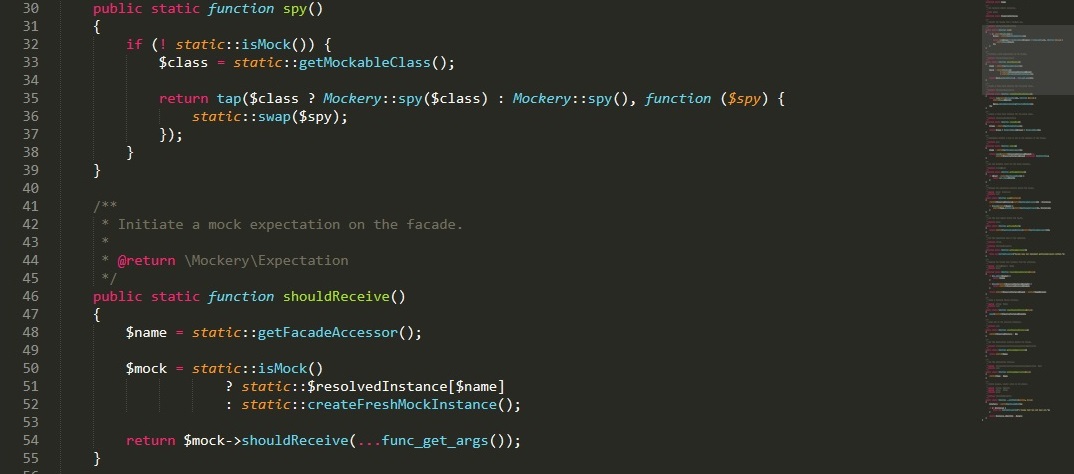 30 public static function spy()
31 {
32 if (! static::isMock()) {
33 $class = static::getMockableClass();
34
35 return tap($class ? Mockery::spy($class) : Mockery::spy(), function ($spy) {
36 static::swap($spy);
37 });
38 }
39 }
40
41 /**
42 * Initiate a mock expectation on the facade.
43 *
44 * @return \Mockery\Expectation
45 */
46 public static function shouldReceive()
47 {
48 $name = static::getFacadeAccessor();
49
50 $mock = static::isMock()
51 ? static::$resolvedInstance[$name]
52 : static::createFreshMockInstance();
53
54 return $mock->shouldReceive(...func_get_args());
55 }